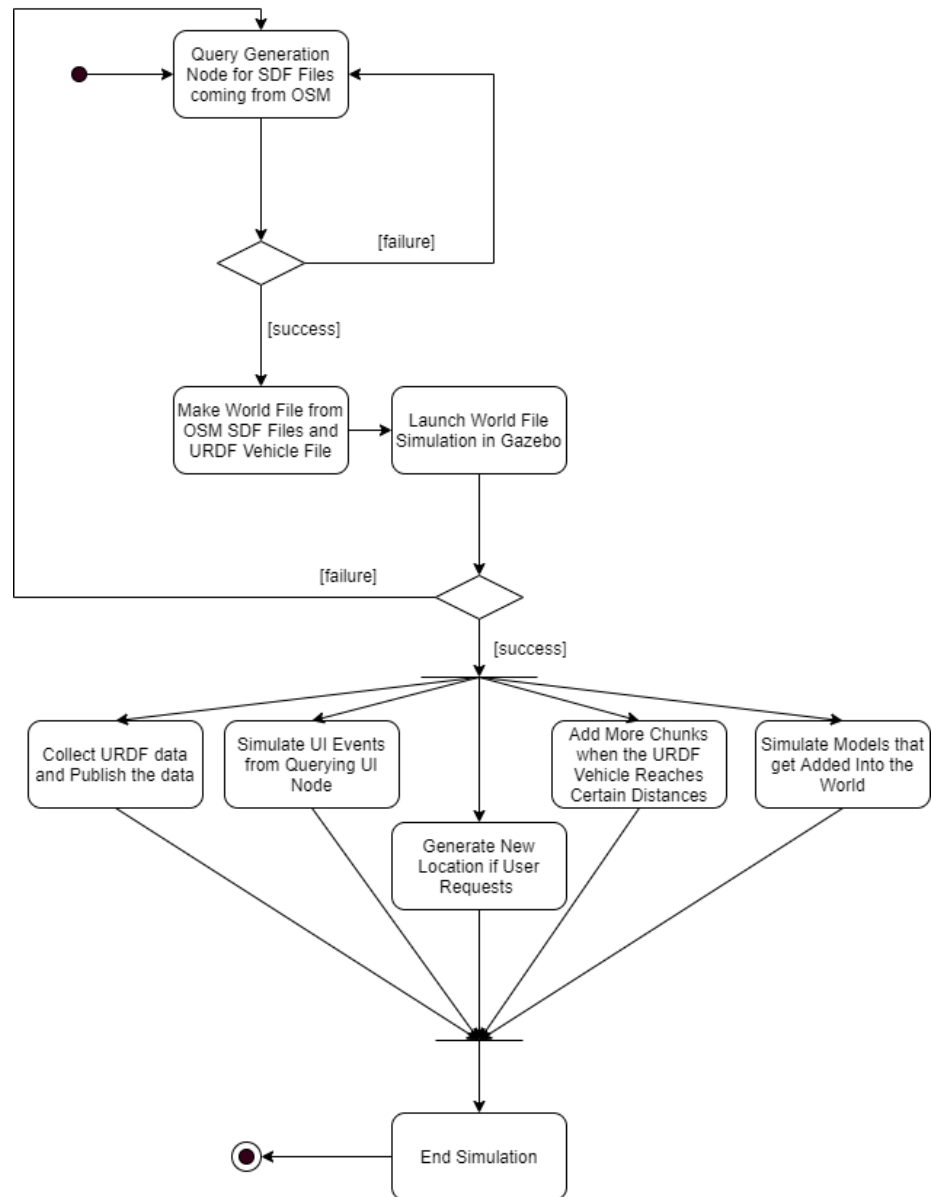 Query Generation
Node for SDF Files
coming from OSM
[failure]
[success]
Make World File from
OSM SDF Files and
URDF Vehicle File
Launch World File
Simulation in Gazebo
[failure]
[success]
Collect URDF data
and Publish the data
Simulate UI Events
from Querying UI
Node
Generate New
Location if User
Requests
Add More Chunks
when the URDF
Vehicle Reaches
Certain Distances
Simulate Models that
get Added Into the
World
End Simulation